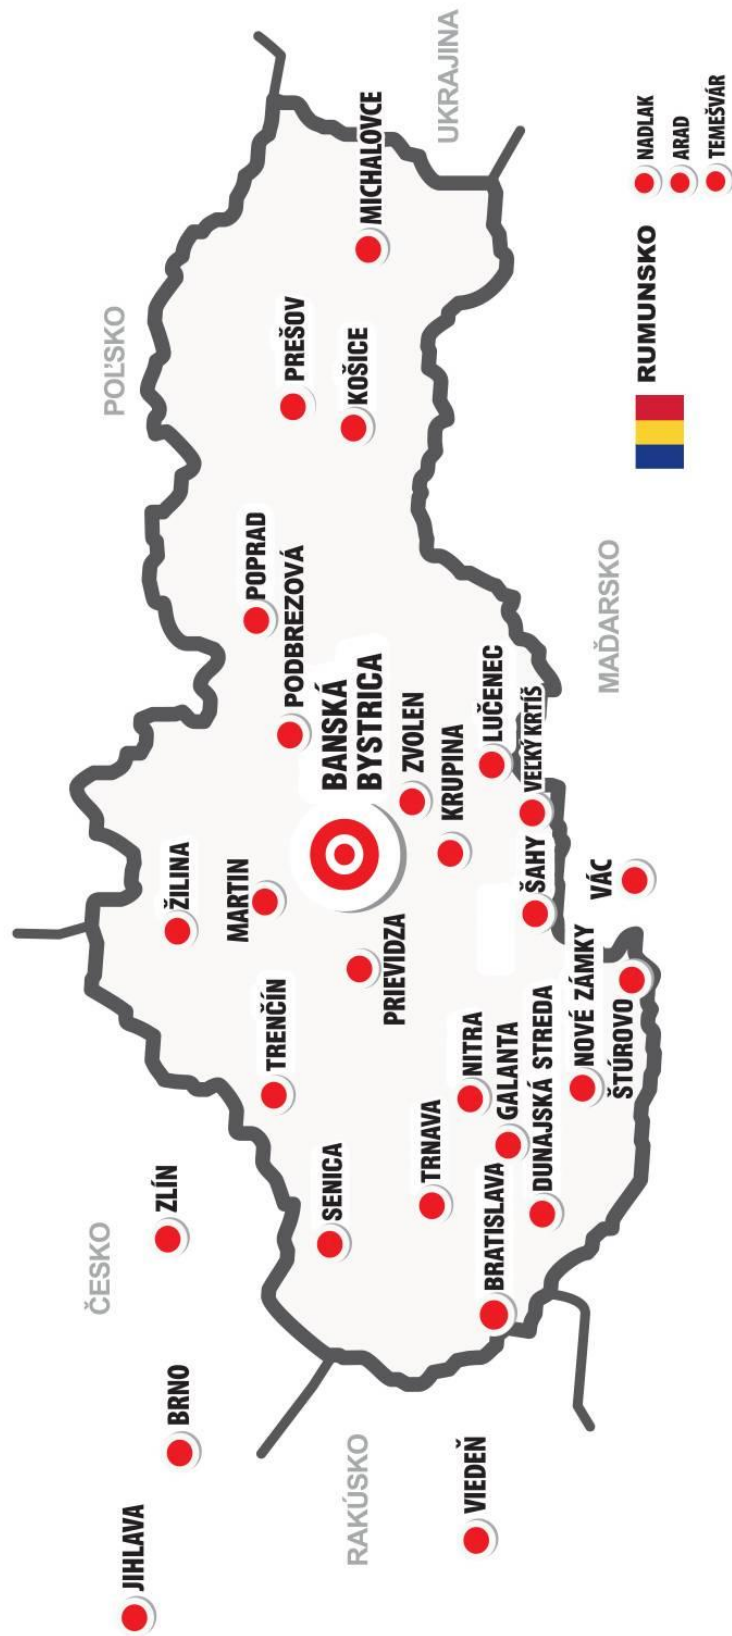 POĽSKO
UKRAJINA
ČESKO
JIHLAVA
BRNO
ZLÍN
ŽILINA
MARTIN
TRENČÍN
POPRAD
PODBREZOVÁ
PREŠOV
KOŠICE
MICHALOVCE
BANSKÁ
BYSTRICA
PRIEVIDZA
SENICA
RAKÚSKO
ZVOLEN
KRUPINA
TRNAVA
NITRA
LUČENEC
VIEDEŇ
BRATISLAVA
GALANTA
VEĽKÝ KRTÍŠ
ŠAHY
DUNAJSKÁ STREDA
NOVÉ ZÁMKY
ŠTÚROVO
VÁC
MAĎARSKO
RUMUNSKO
NADLAK
ARAD
TEMEŠVÁR